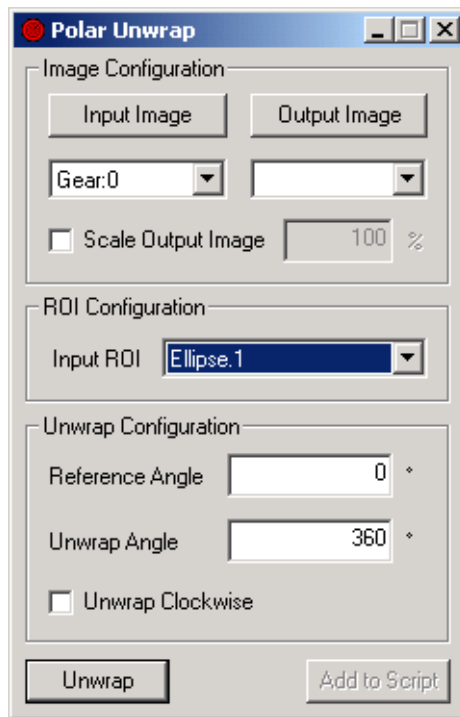 Polar Unwrap
Image Configuration
Input Image Output Image
Gear:0
Scale Output Image 100 %
ROI Configuration
Input ROI Ellipse.1
Unwrap Configuration
Reference Angle 0 °
Unwrap Angle 360 °
Unwrap Clockwise
Unwrap Add to Script